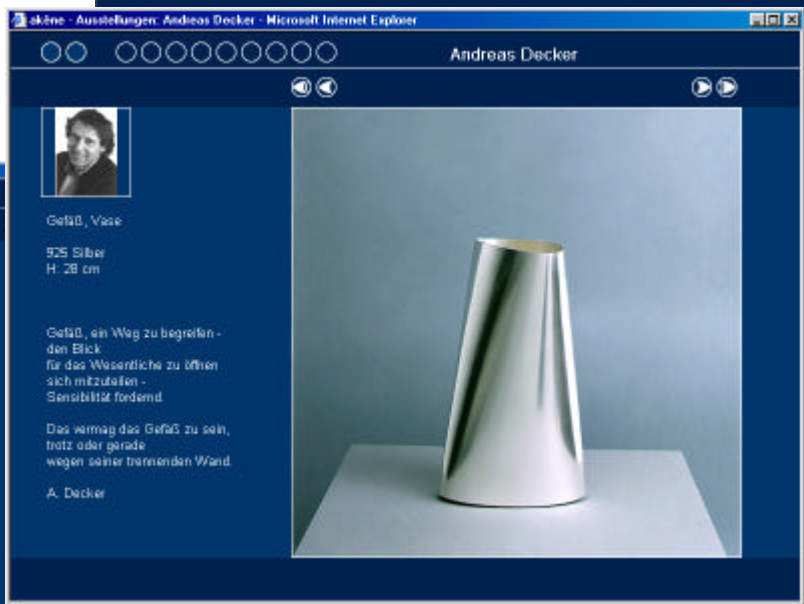 akène - Ausstellungen: Andreas Decker - Microsoft Internet Explorer
Andreas Decker
Gefäß, Vase
925 Silber
H: 28 cm
Gefäß, ein Weg zu begreifen -
den Blick
für das Wesentliche zu öffnen
sich mitzuteilen -
Sensibilität fordernd.
Das vermag das Gefäß zu sein,
trotz oder gerade
wegen seiner trennenden Wand.
A. Decker